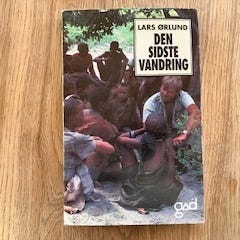 LARS ØRLUND
DEN
SIDSTE
VANDRING
gad